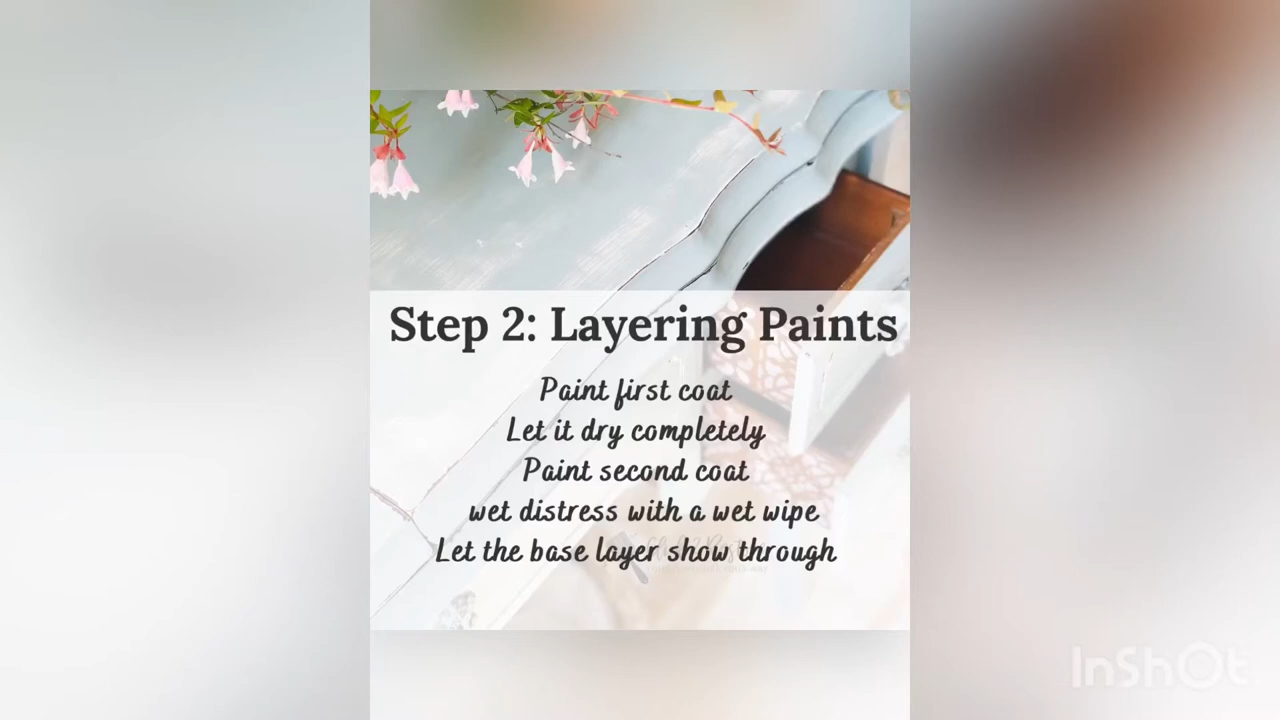 Step 2: Layering Paints
Paint first coat
Let it dry completely
Paint second coat
wet distress with a wet wipe
Let the base layer show through
InShOt